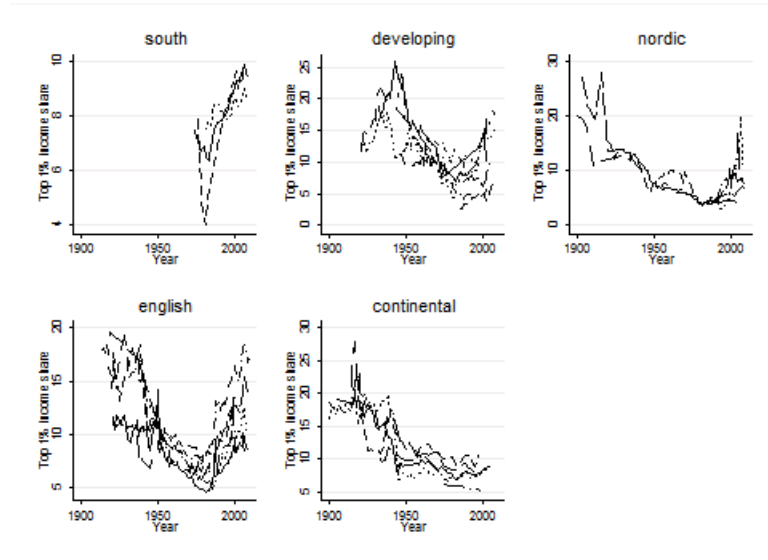 south
developing
nordic
Top 1% Income share
4
6
8
10
1900
1950
2000
Year
Top 1% Income share
0
5
10
15
20
25
1900
1950
2000
Year
Top 1% Income share
0
10
20
30
1900
1950
2000
Year
english
continental
Top 1% Income share
5
10
15
20
1900
1950
2000
Year
Top 1% Income share
5
10
15
20
25
30
1900
1950
2000
Year